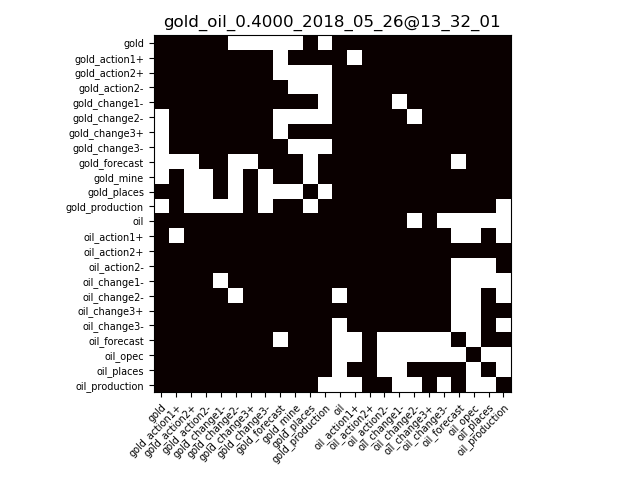 gold_oil_0.4000_2018_05_26@13_32_01
gold
gold_action1+
gold_action2+
gold_action2-
gold_change1-
gold_change2-
gold_change3+
gold_change3-
gold_forecast
gold_mine
gold_places
gold_production
oil
oil_action1+
oil_action2+
oil_action2-
oil_change1-
oil_change2-
oil_change3+
oil_change3-
oil_forecast
oil_opec
oil_places
oil_production
gold
gold_action1+
gold_action2+
gold_action2-
gold_change1-
gold_change2-
gold_change3+
gold_change3-
gold_forecast
gold_mine
gold_places
gold_production
oil
oil_action1+
oil_action2+
oil_action2-
oil_change1-
oil_change2-
oil_change3+
oil_change3-
oil_forecast
oil_opec
oil_places
oil_production